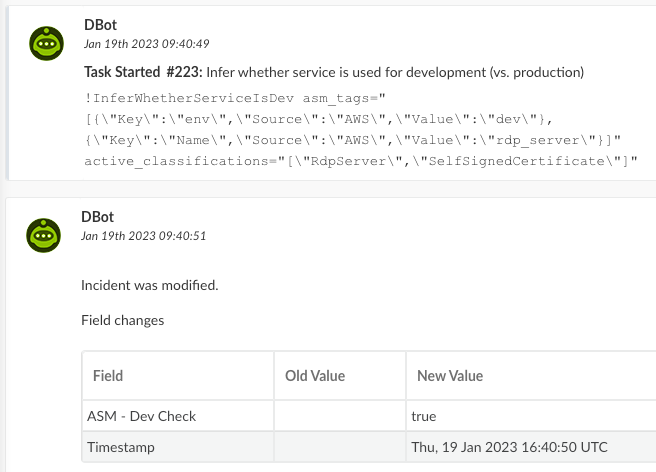 DBot
Jan 19th 2023 09:40:49
Task Started #223: Infer whether service is used for development (vs. production)
!InferWhetherServiceIsDev asm_tags="
[{\"Key\":\"env\",\"Source\":\"AWS\",\"Value\":\"dev\"},
{\"Key\":\"Name\",\"Source\":\"AWS\",\"Value\":\"rdp_server\"}]"
active_classifications="[\"RdpServer\",\"SelfSignedCertificate\"]"
DBot
Jan 19th 2023 09:40:51
Incident was modified.
Field changes
Field Old Value New Value
ASM - Dev Check true
Timestamp Thu, 19 Jan 2023 16:40:50 UTC